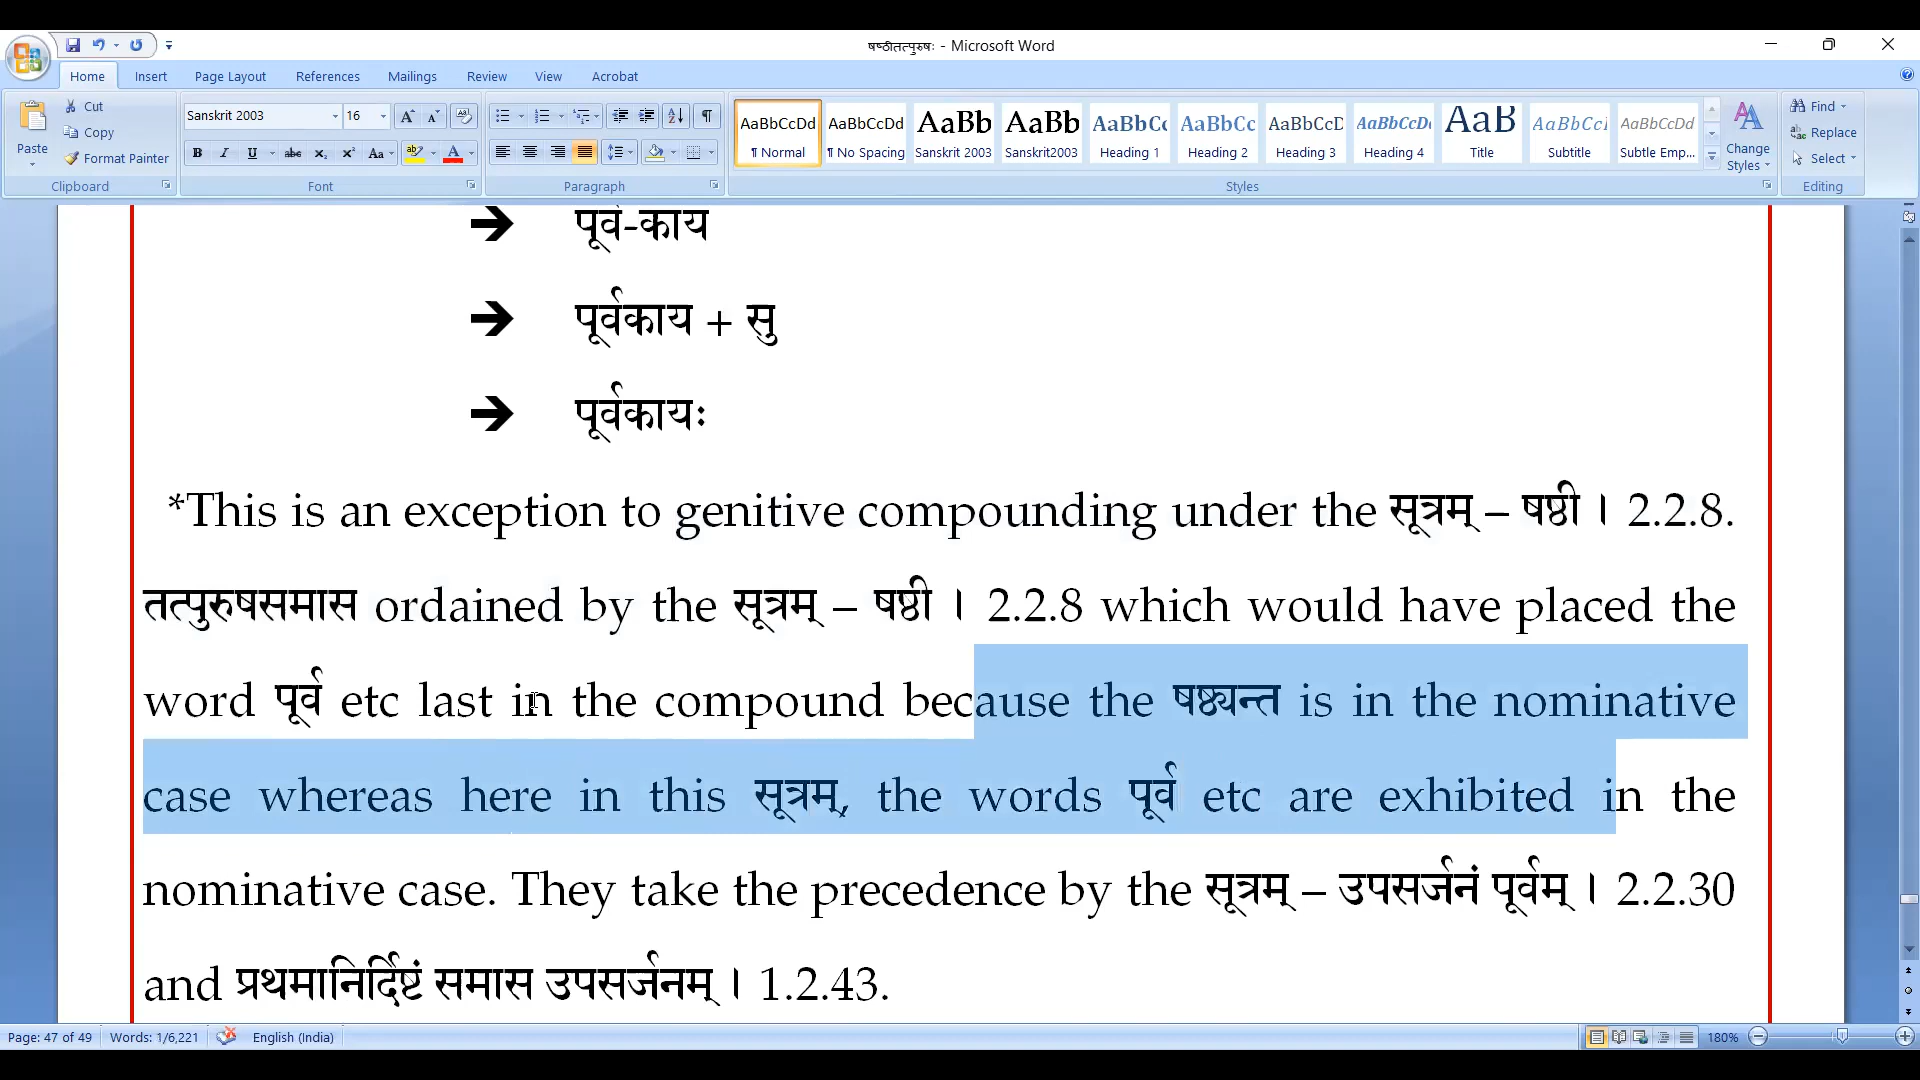 षष्ठीतत्पुरुषः - Microsoft Word
Home Insert Page Layout References Mailings Review View Acrobat
Paste Cut Copy Format Painter
Clipboard
Sanskrit 2003 16
Font
Paragraph
AaBbCcDd AaBbCcDd AaBb AaBb AaBbCc AaBbCc AaBbCcD AaBbCcD AaB AaBbCc AaBbCcDd
¶ Normal ¶ No Spacing Sanskrit 2003 Sanskrit2003 Heading 1 Heading 2 Heading 3 Heading 4 Title Subtitle Subtle Emp...
Change Styles
Styles
Find
Replace
Select
Editing
➔ पूर्व-काय
➔ पूर्वकाय + सु
➔ पूर्वकायः
*This is an exception to genitive compounding under the सूत्रम् – षष्ठी । 2.2.8.
तत्पुरुषसमास ordained by the सूत्रम् – षष्ठी । 2.2.8 which would have placed the
word पूर्व etc last in the compound because the षष्ठ्यन्त is in the nominative
case whereas here in this सूत्रम्, the words पूर्व etc are exhibited in the
nominative case. They take the precedence by the सूत्रम् – उपसर्जनं पूर्वम् । 2.2.30
and प्रथमानिर्दिष्टं समास उपसर्जनम् । 1.2.43.
Page: 47 of 49 Words: 1/6,221 English (India) 180%